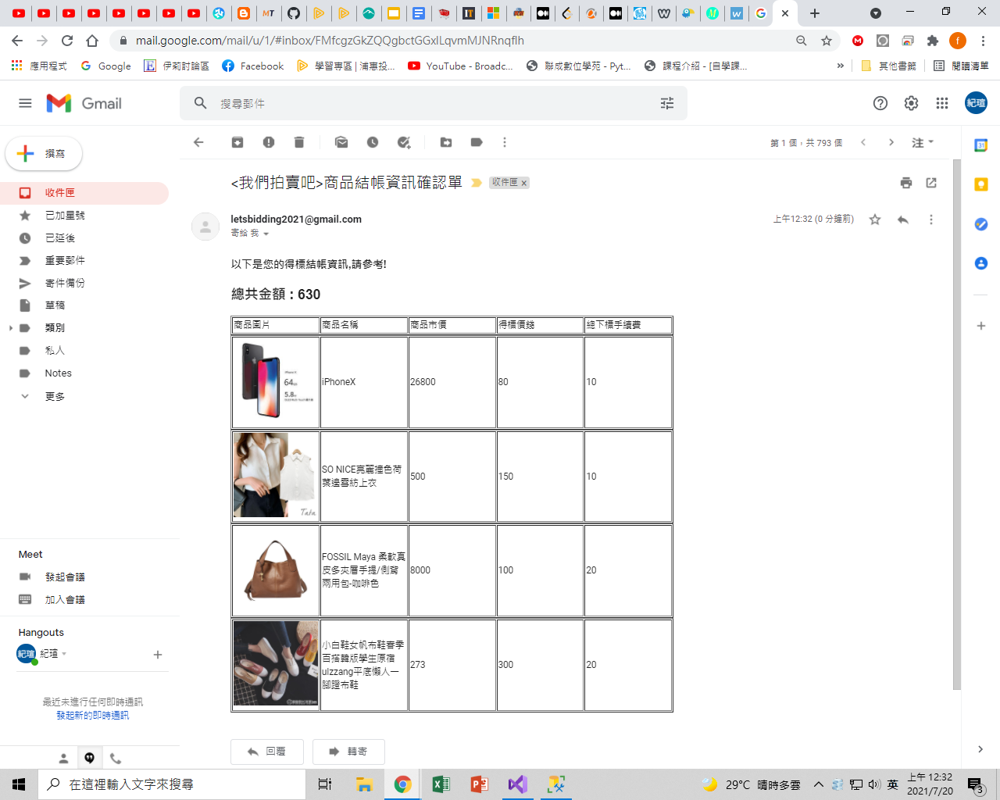 mail.google.com/mail/u/1/#inbox/FMfcgzGkZQQgbctGGxlLqvmMJNRnqflh
應用程式
Google
伊莉討論區
Facebook
學習專區 | 浦惠投...
YouTube - Broadc...
聯成數位學苑 - Pyt...
課程介紹 - [自學課...
»
其他書籤
閱讀清單
Gmail
搜尋郵件
紀瑄
撰寫
第 1 個，共 793 個
注
收件匣
已加星號
已延後
重要郵件
寄件備份
草稿
類別
私人
Notes
更多
<我們拍賣吧>商品結帳資訊確認單
收件匣 x
letsbidding2021@gmail.com
上午12:32 (0 分鐘前)
寄給 我
以下是您的得標結帳資訊,請參考!
總共金額 : 630
商品圖片 商品名稱 商品市價 得標價錢 總下標手續費
iPhone X
64GB
5.8
iPhoneX 26800 80 10
SO NICE亮麗撞色荷
葉邊雪紡上衣
500 150 10
Tata
FOSSIL Maya 柔軟真
皮多夾層手提/側背
兩用包-咖啡色
8000 100 20
小白鞋女帆布鞋春季
百搭韓版學生原宿
ulzzang平底懶人一
腳蹬布鞋
273 300 20
回覆
轉寄
Meet
發起會議
加入會議
Hangouts
紀瑄 紀瑄
最近未進行任何即時通訊
發起新的即時通訊
在這裡輸入文字來搜尋
29°C 晴時多雲
英
上午 12:32
2021/7/20
3